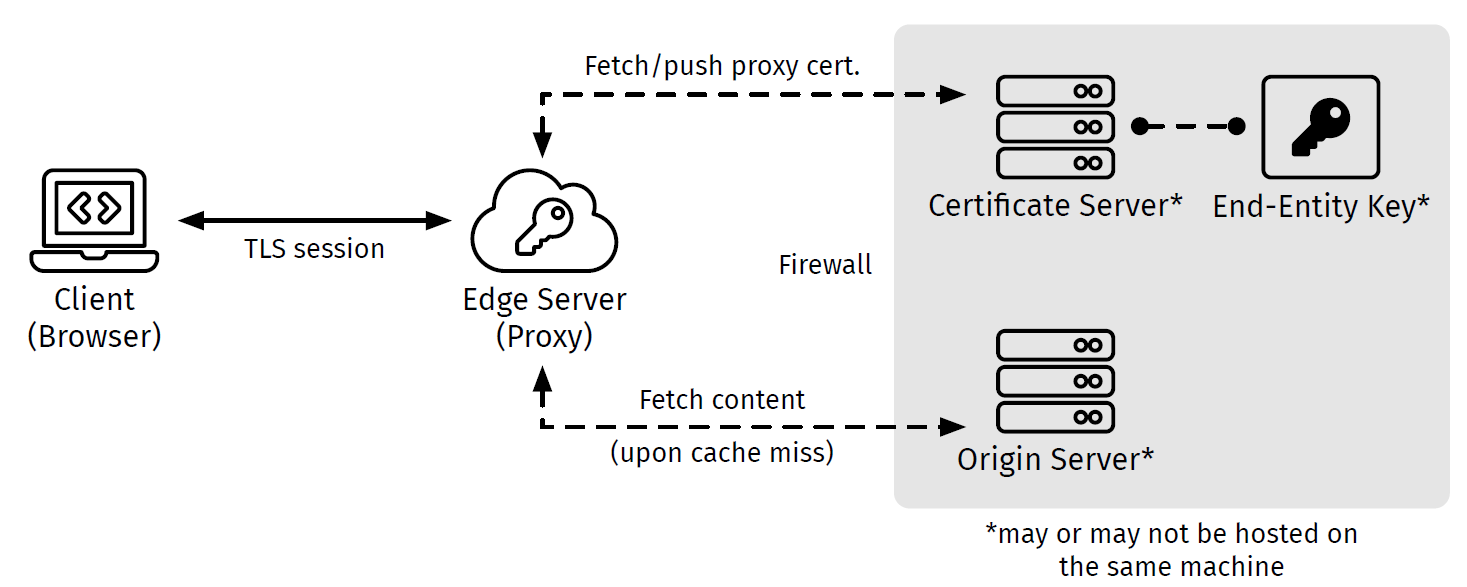 Fetch/push proxy cert.
Certificate Server*
End-Entity Key*
TLS session
Firewall
Client
(Browser)
Edge Server
(Proxy)
Fetch content
(upon cache miss)
Origin Server*
*may or may not be hosted on
the same machine